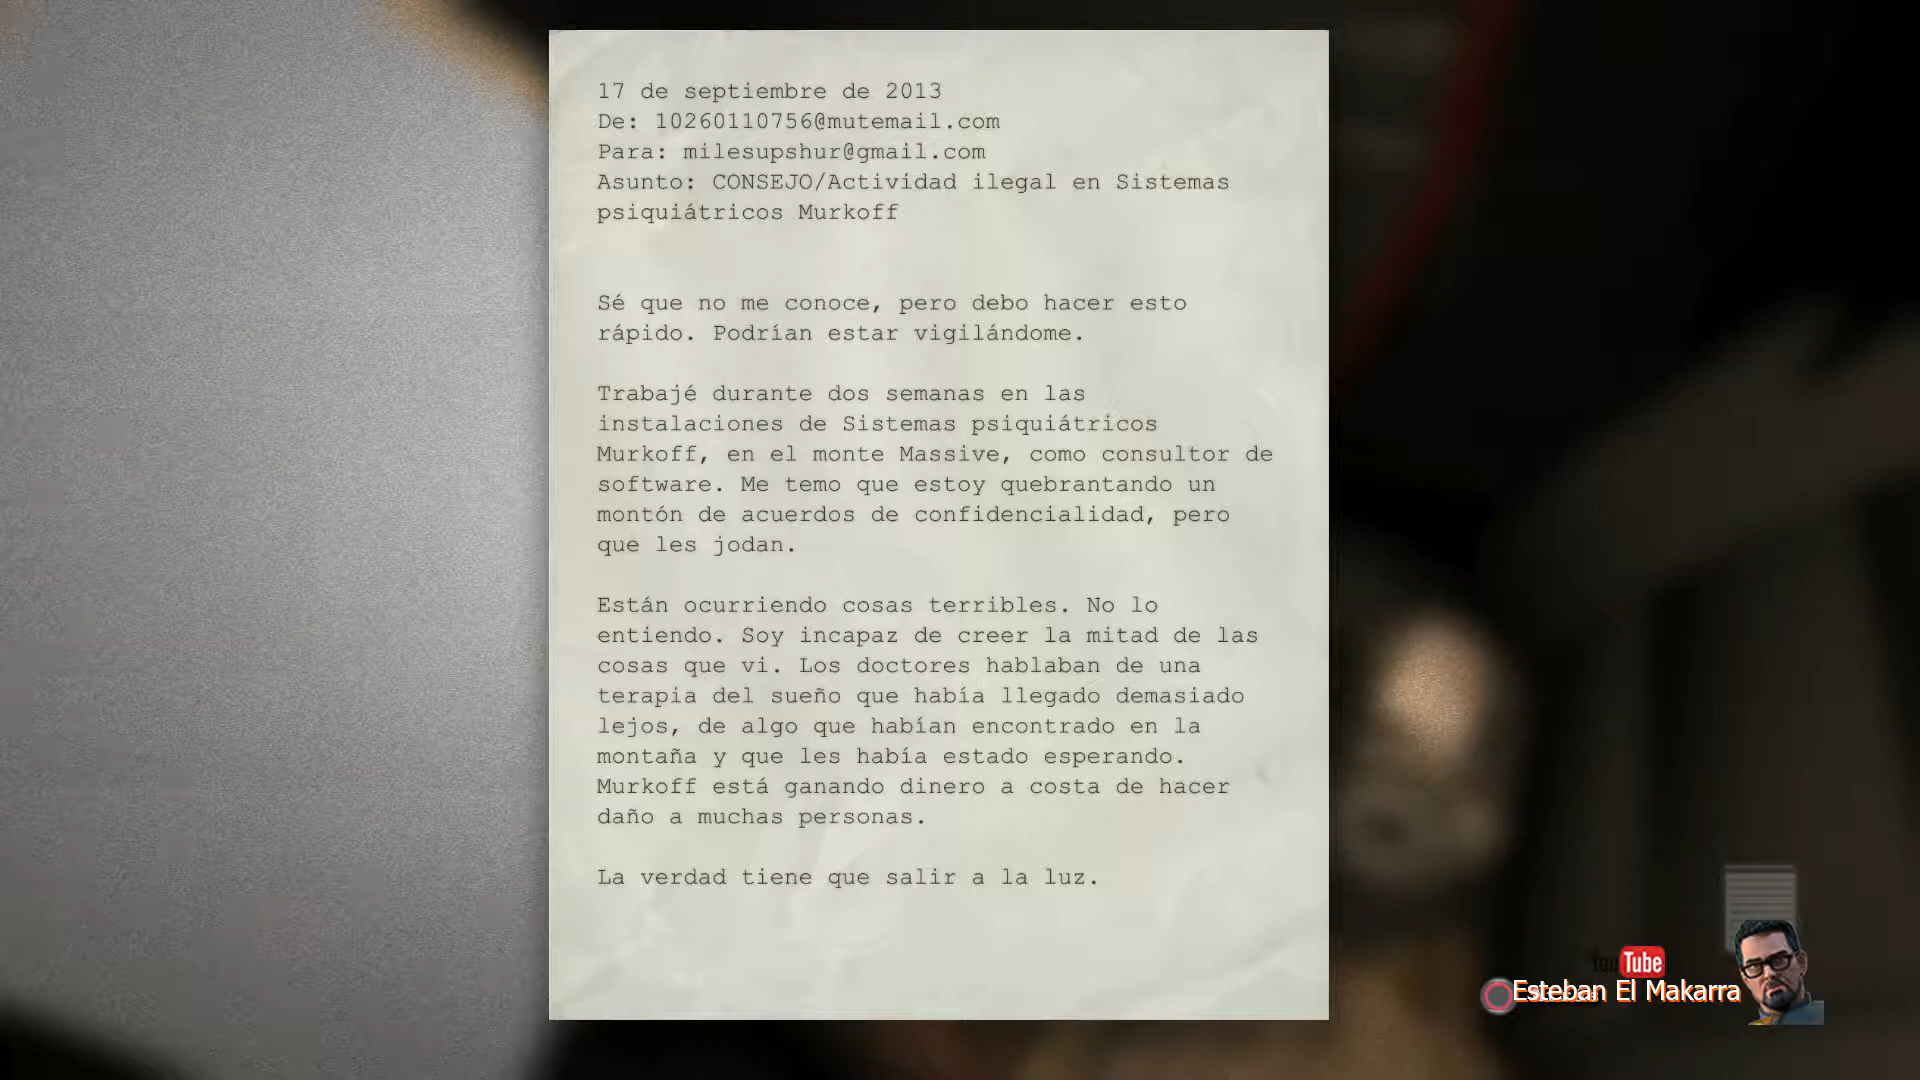 17 de septiembre de 2013
De: 10260110756@mutemail.com
Para: milesupshur@gmail.com
Asunto: CONSEJO/Actividad ilegal en Sistemas
psiquiátricos Murkoff
Sé que no me conoce, pero debo hacer esto
rápido. Podrían estar vigilándome.
Trabajé durante dos semanas en las
instalaciones de Sistemas psiquiátricos
Murkoff, en el monte Massive, como consultor de
software. Me temo que estoy quebrantando un
montón de acuerdos de confidencialidad, pero
que les jodan.
Están ocurriendo cosas terribles. No lo
entiendo. Soy incapaz de creer la mitad de las
cosas que vi. Los doctores hablaban de una
terapia del sueño que había llegado demasiado
lejos, de algo que habían encontrado en la
montaña y que les había estado esperando.
Murkoff está ganando dinero a costa de hacer
daño a muchas personas.
La verdad tiene que salir a la luz.
YouTube
Esteban El Makarra